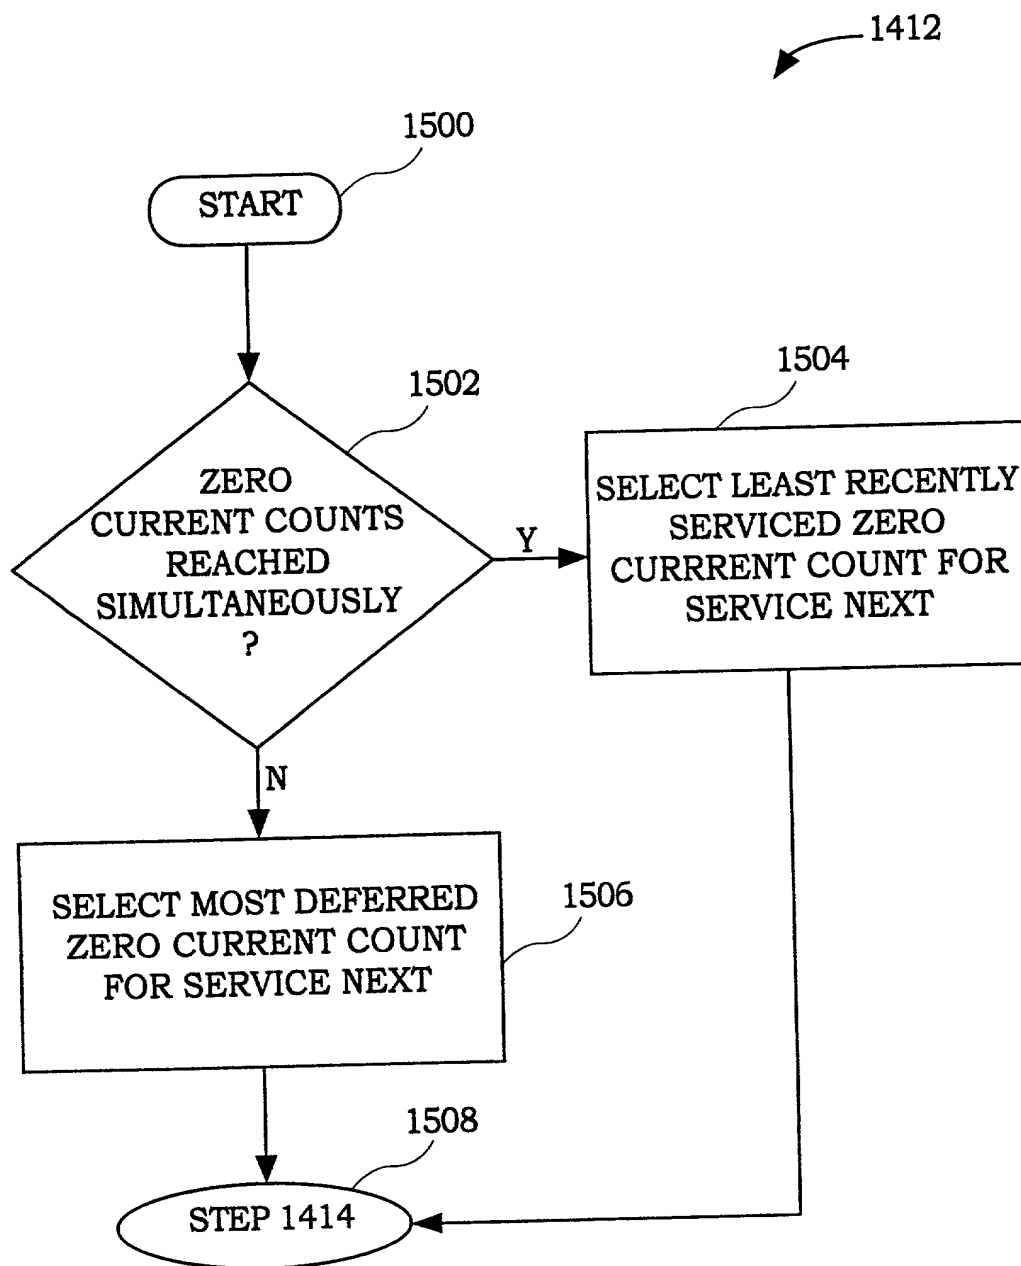 1412
1500
START
1502
ZERO
CURRENT COUNTS
REACHED
SIMULTANEOUSLY
?
Y
1504
SELECT LEAST RECENTLY
SERVICED ZERO
CURRRENT COUNT FOR
SERVICE NEXT
N
SELECT MOST DEFERRED
ZERO CURRENT COUNT
FOR SERVICE NEXT
1506
1508
STEP 1414